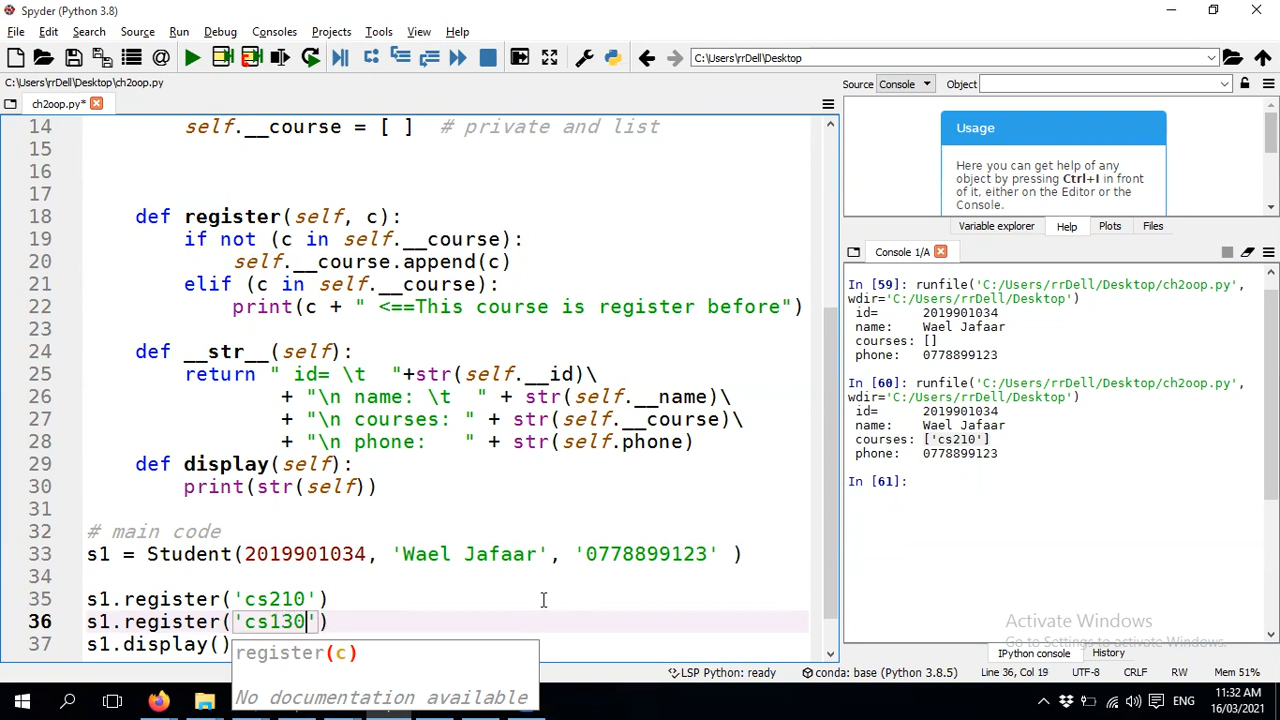 Spyder (Python 3.8)
File Edit Search Source Run Debug Consoles Projects Tools View Help
C:\Users\rrDell\Desktop
C:\Users\rrDell\Desktop\ch2oop.py
ch2oop.py*
14 self.__course = [ ] # private and list
15
16
17
18 def register(self, c):
19 if not (c in self.__course):
20 self.__course.append(c)
21 elif (c in self.__course):
22 print(c + " <==This course is register before")
23
24 def __str__(self):
25 return " id= \t "+str(self.__id)\
26 + "\n name: \t " + str(self.__name)\
27 + "\n courses: " + str(self.__course)\
28 + "\n phone: " + str(self.phone)
29 def display(self):
30 print(str(self))
31
32 # main code
33 s1 = Student(2019901034, 'Wael Jafaar', '0778899123' )
34
35 s1.register('cs210')
36 s1.register('cs130')
37 s1.display()
register(c)
No documentation available
Source Console Object
Usage
Here you can get help of any
object by pressing Ctrl+I in front
of it, either on the Editor or the
Console.
Variable explorer Help Plots Files
Console 1/A
In [59]: runfile('C:/Users/rrDell/Desktop/ch2oop.py',
wdir='C:/Users/rrDell/Desktop')
id= 2019901034
name: Wael Jafaar
courses: []
phone: 0778899123
In [60]: runfile('C:/Users/rrDell/Desktop/ch2oop.py',
wdir='C:/Users/rrDell/Desktop')
id= 2019901034
name: Wael Jafaar
courses: ['cs210']
phone: 0778899123
In [61]:
Activate Windows
Go to Settings to activate Windows.
IPython console History
LSP Python: ready conda: base (Python 3.8.5) Line 36, Col 19 UTF-8 CRLF RW Mem 51%
ENG
11:32 AM
16/03/2021